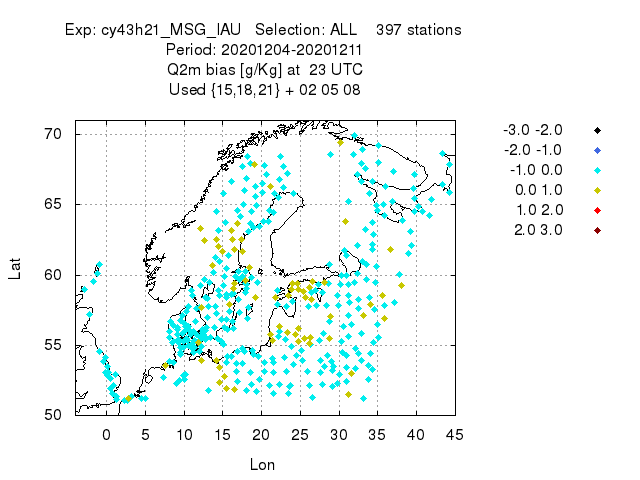 Exp: cy43h21_MSG_IAU   Selection: ALL    397 stations
Period: 20201204-20201211
Q2m bias [g/Kg] at  23 UTC
Used {15,18,21} + 02 05 08
70
65
60
55
50
Lat
0 5 10 15 20 25 30 35 40 45
Lon
-3.0 -2.0
-2.0 -1.0
-1.0 0.0
0.0 1.0
1.0 2.0
2.0 3.0